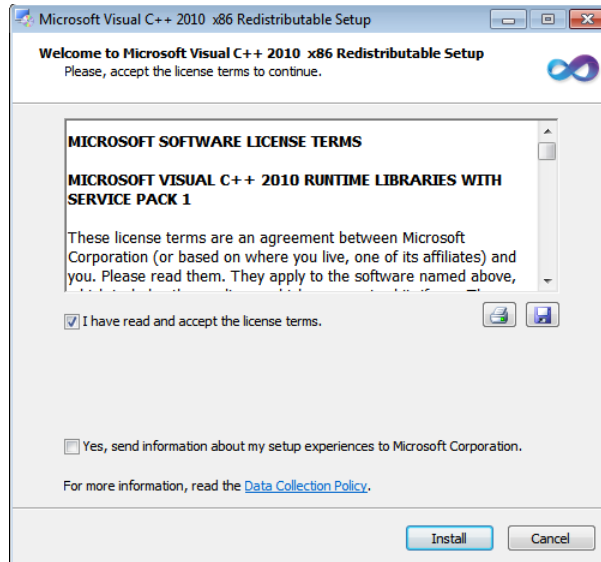 Microsoft Visual C++ 2010 x86 Redistributable Setup
Welcome to Microsoft Visual C++ 2010 x86 Redistributable Setup
Please, accept the license terms to continue.
MICROSOFT SOFTWARE LICENSE TERMS
MICROSOFT VISUAL C++ 2010 RUNTIME LIBRARIES WITH
SERVICE PACK 1
These license terms are an agreement between Microsoft
Corporation (or based on where you live, one of its affiliates) and
you. Please read them. They apply to the software named above,
I have read and accept the license terms.
Yes, send information about my setup experiences to Microsoft Corporation.
For more information, read the Data Collection Policy.
Install
Cancel